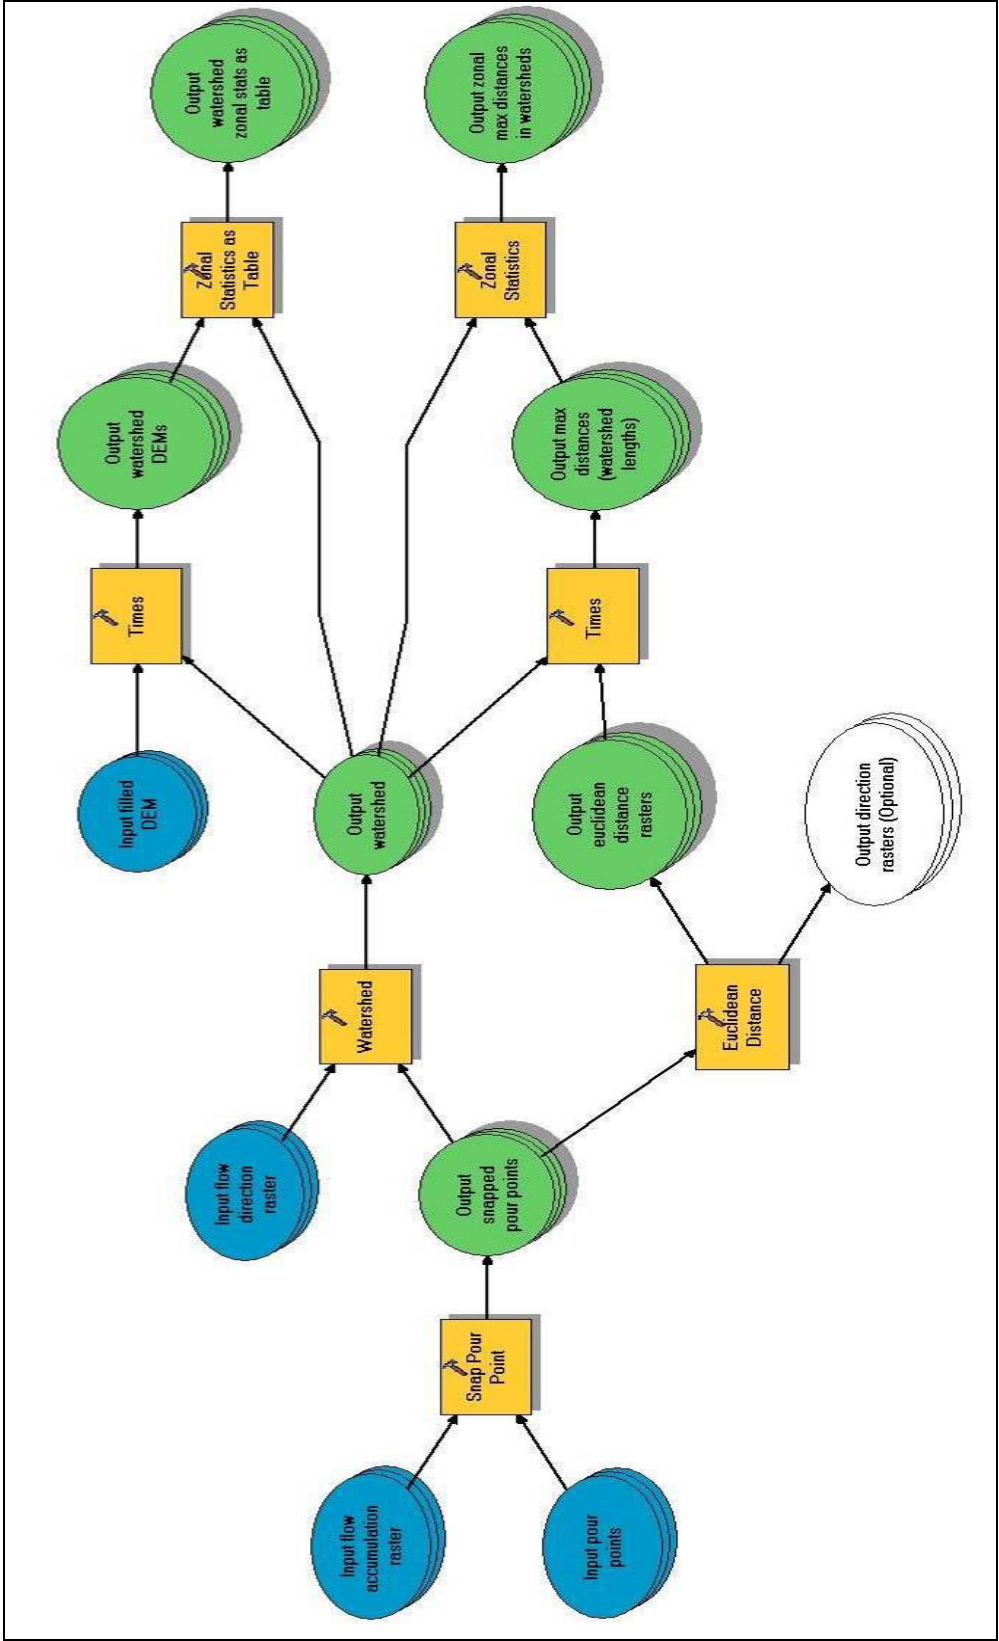 Input flow
accumulation
raster
Input pour
points
Snap Pour
Point
Input flow
direction
raster
Output
snapped
pour points
Watershed
Euclidean
Distance
Input filled
DEM
Output
watershed
Output
euclidean
distance
rasters
Output direction
rasters (Optional)
Times
Times
Output
watershed
DEMs
Output max
distances
(watershed
lengths)
Zonal
Statistics as
Table
Zonal
Statistics
Output
watershed
zonal stats as
table
Output zonal
max distances
in watersheds